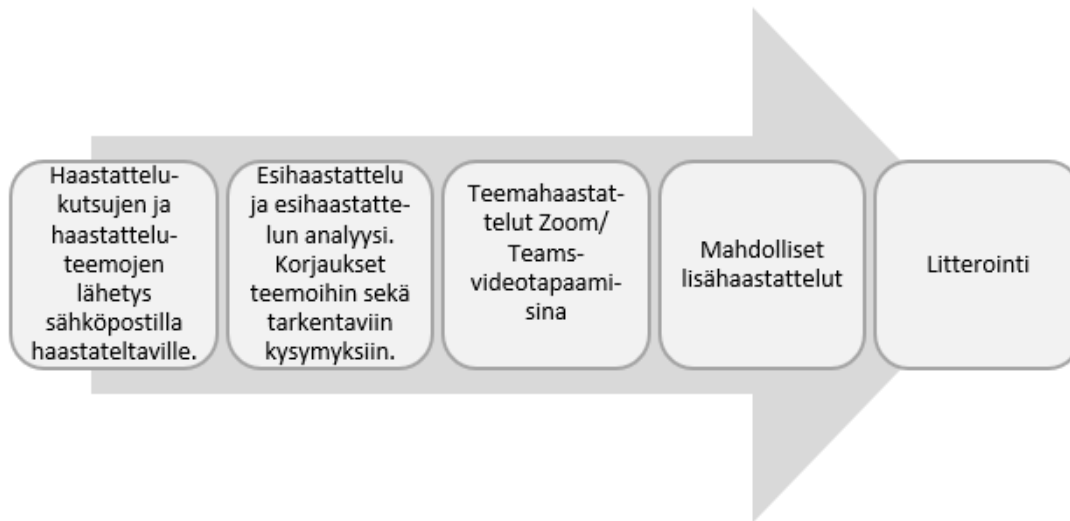 Haastattelu-
kutsujen ja
haastattelu-
teemojen
lähetys
sähköpostilla
haastateltaville.
Esihaastattelu
ja esihaastatte-
lun analyysi.
Korjaukset
teemoihin sekä
tarkentaviin
kysymyksiin.
Teemahaastat-
telut Zoom/
Teams-
videotapaami-
sina
Mahdolliset
lisähaastattelut
Litterointi